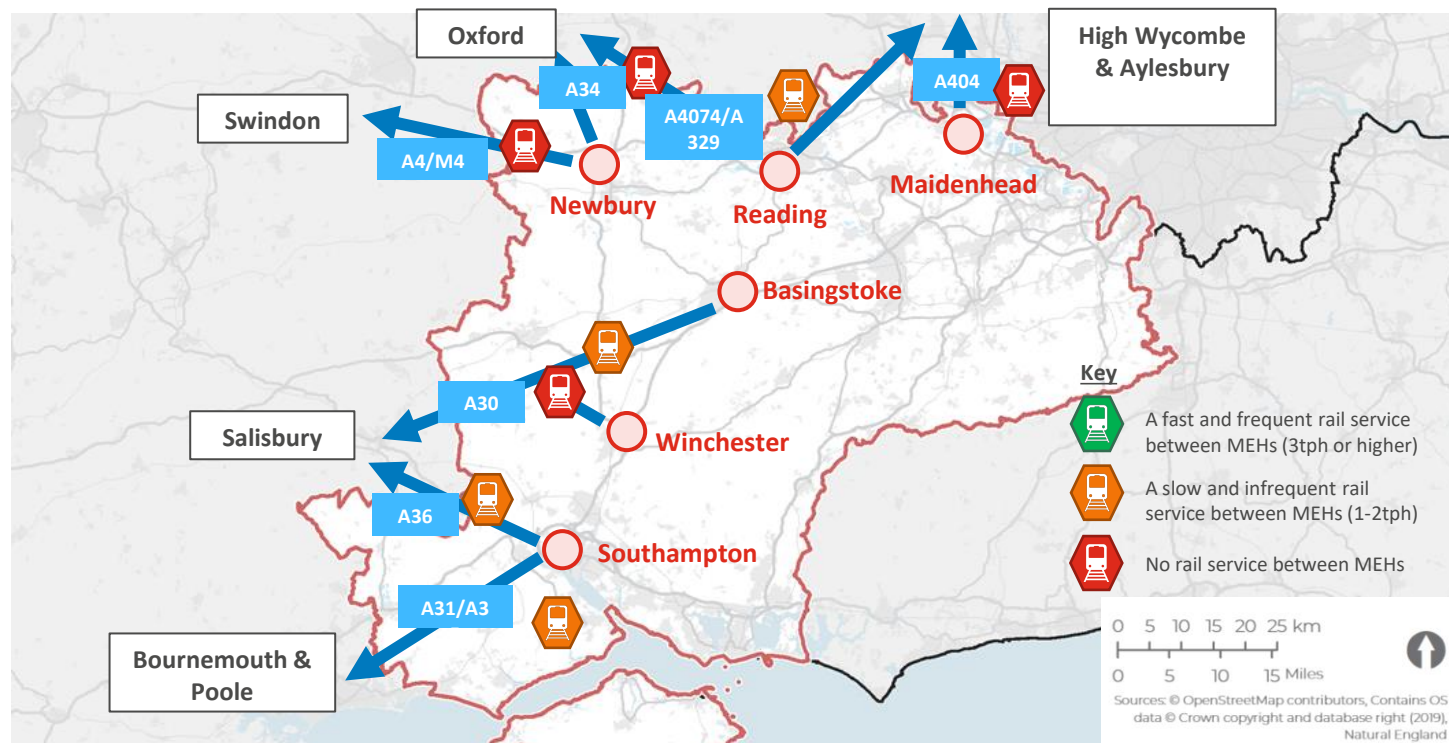 Oxford
High Wycombe
& Aylesbury
A34
A404
Swindon
A4074/A
329
A4/M4
Newbury
Reading
Maidenhead
Basingstoke
Key
A fast and frequent rail service
between MEHs (3tph or higher)
A30
Salisbury
Winchester
A slow and infrequent rail
service between MEHs (1-2tph)
A36
Southampton
No rail service between MEHs
A31/A3
Bournemouth &
Poole
0 5 10 15 20 25 km
0 5 10 15 Miles
Sources: © OpenStreetMap contributors, Contains OS
data © Crown copyright and database right (2019),
Natural England